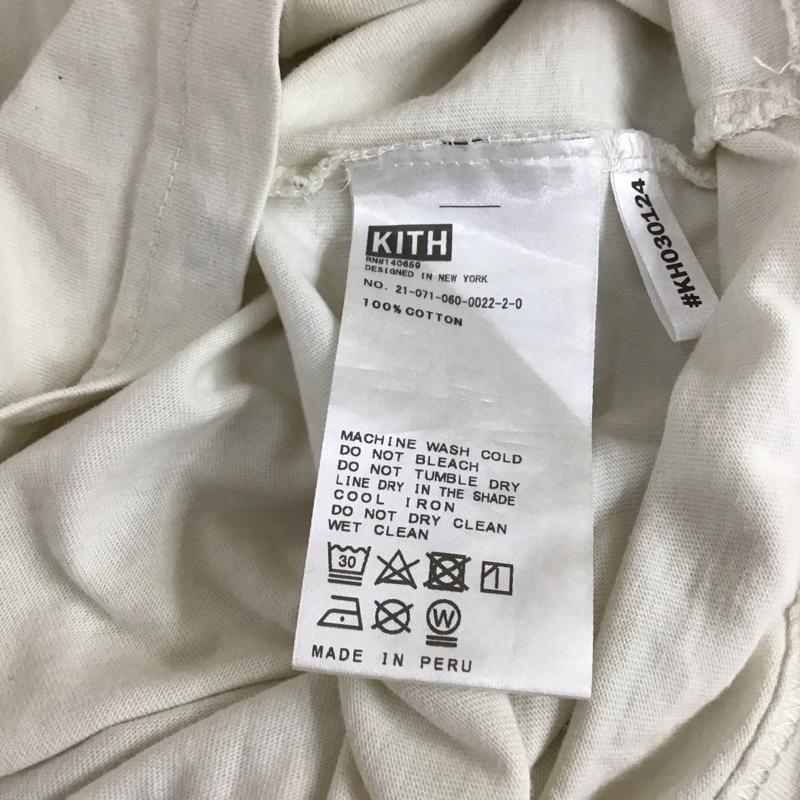 KITH
RN#140659
DESIGNED IN NEW YORK
NO. 21-071-060-0022-2-0
100% COTTON
MACHINE WASH COLD
DO NOT BLEACH
DO NOT TUMBLE DRY
LINE DRY IN THE SHADE
COOL IRON
DO NOT DRY CLEAN
WET CLEAN
30
W
MADE IN PERU
#KH030124